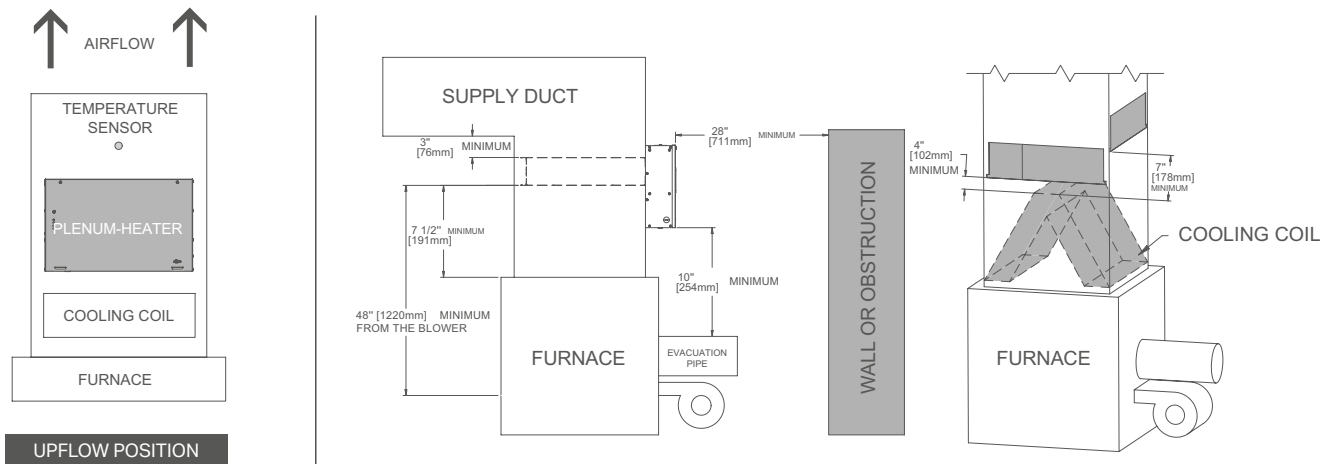 AIRFLOW
TEMPERATURE
SENSOR
PLENUM-HEATER
COOLING COIL
FURNACE
UPFLOW POSITION
SUPPLY DUCT
3"
[76mm]
MINIMUM
28"
[711mm]
MINIMUM
7 1/2"
[191mm]
MINIMUM
10"
[254mm]
MINIMUM
48" [1220mm] MINIMUM
FROM THE BLOWER
FURNACE
EVACUATION
PIPE
WALL OR OBSTRUCTION
4"
[102mm]
MINIMUM
7"
[178mm]
MINIMUM
COOLING COIL
FURNACE